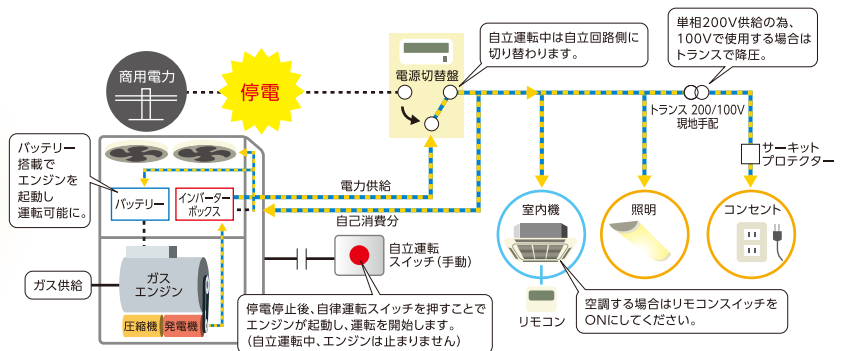 商用電力
停電
電源切替盤
自立運転中は自立回路側に
切り替わります。
単相200V供給の為、
100Vで使用する場合は
トランスで降圧。
トランス 200/100V
現地手配
サーキット
プロテクター
バッテリー
搭載で
エンジンを
起動し
運転可能に。
バッテリー
インバーター
ボックス
電力供給
自己消費分
室内機
照明
コンセント
自立運転
スイッチ(手動)
ガス供給
ガス
エンジン
圧縮機
発電機
停電停止後、自律運転スイッチを押すことで
エンジンが起動し、運転を開始します。
(自立運転中、エンジンは止まりません)
リモコン
空調する場合はリモコンスイッチを
ONにしてください。